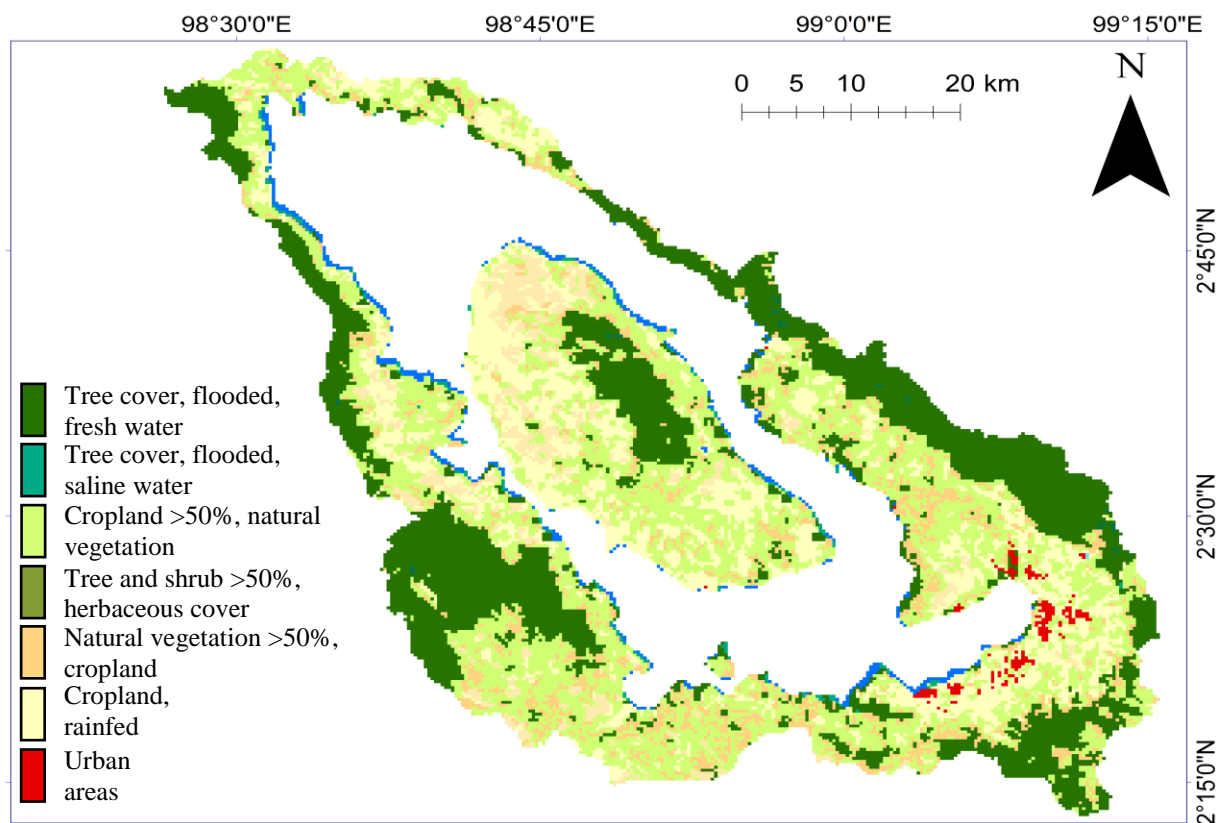 98°30'0"E 98°45'0"E 99°0'0"E 99°15'0"E
0 5 10 20 km
N
2°45'0"N
2°30'0"N
2°15'0"N
Tree cover, flooded,
fresh water
Tree cover, flooded,
saline water
Cropland >50%, natural
vegetation
Tree and shrub >50%,
herbaceous cover
Natural vegetation >50%,
cropland
Cropland,
rainfed
Urban
areas